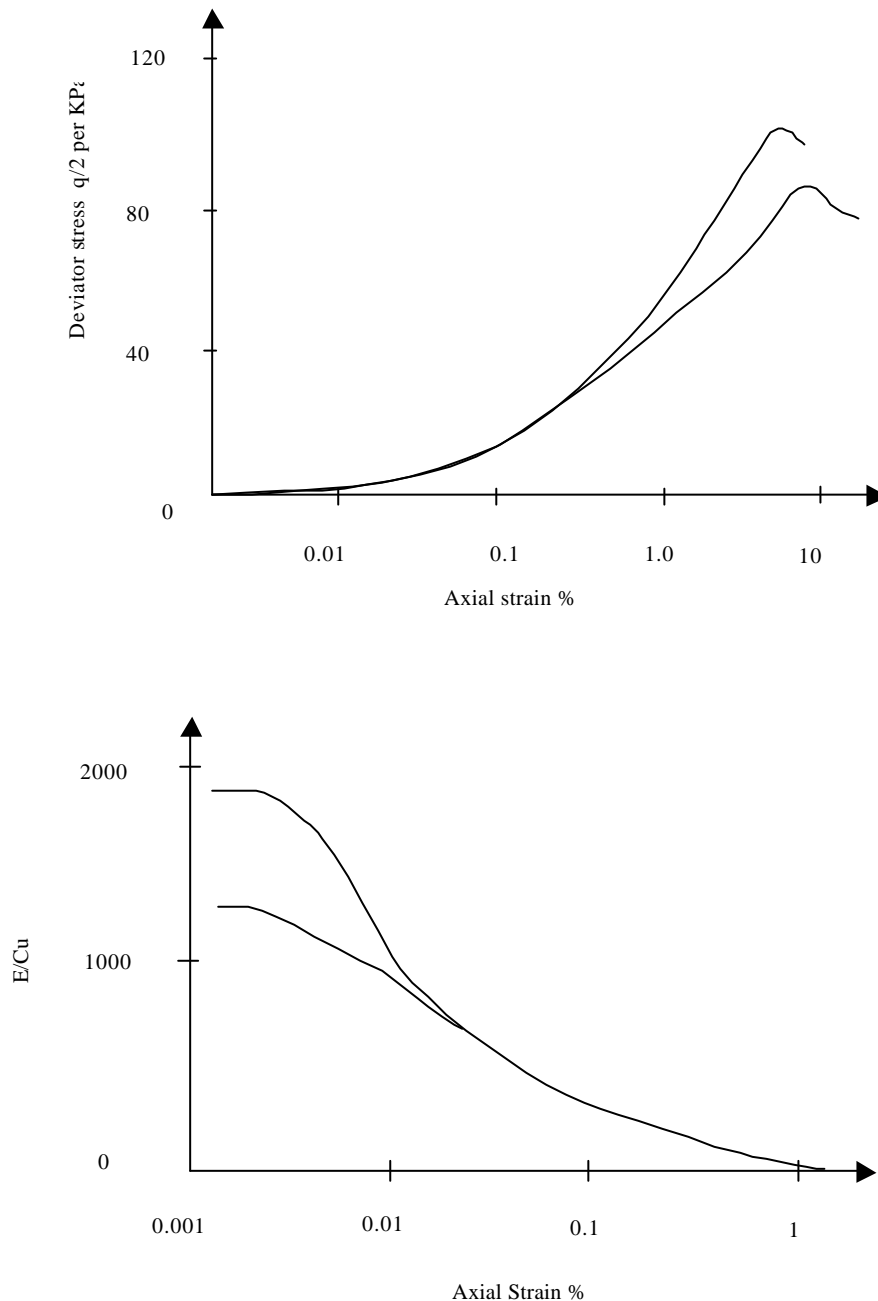 120
80
40
0
Deviator stress q/2 per KPa
0.01 0.1 1.0 10
Axial strain %
2000
1000
0
E/Cu
0.001 0.01 0.1 1
Axial Strain %